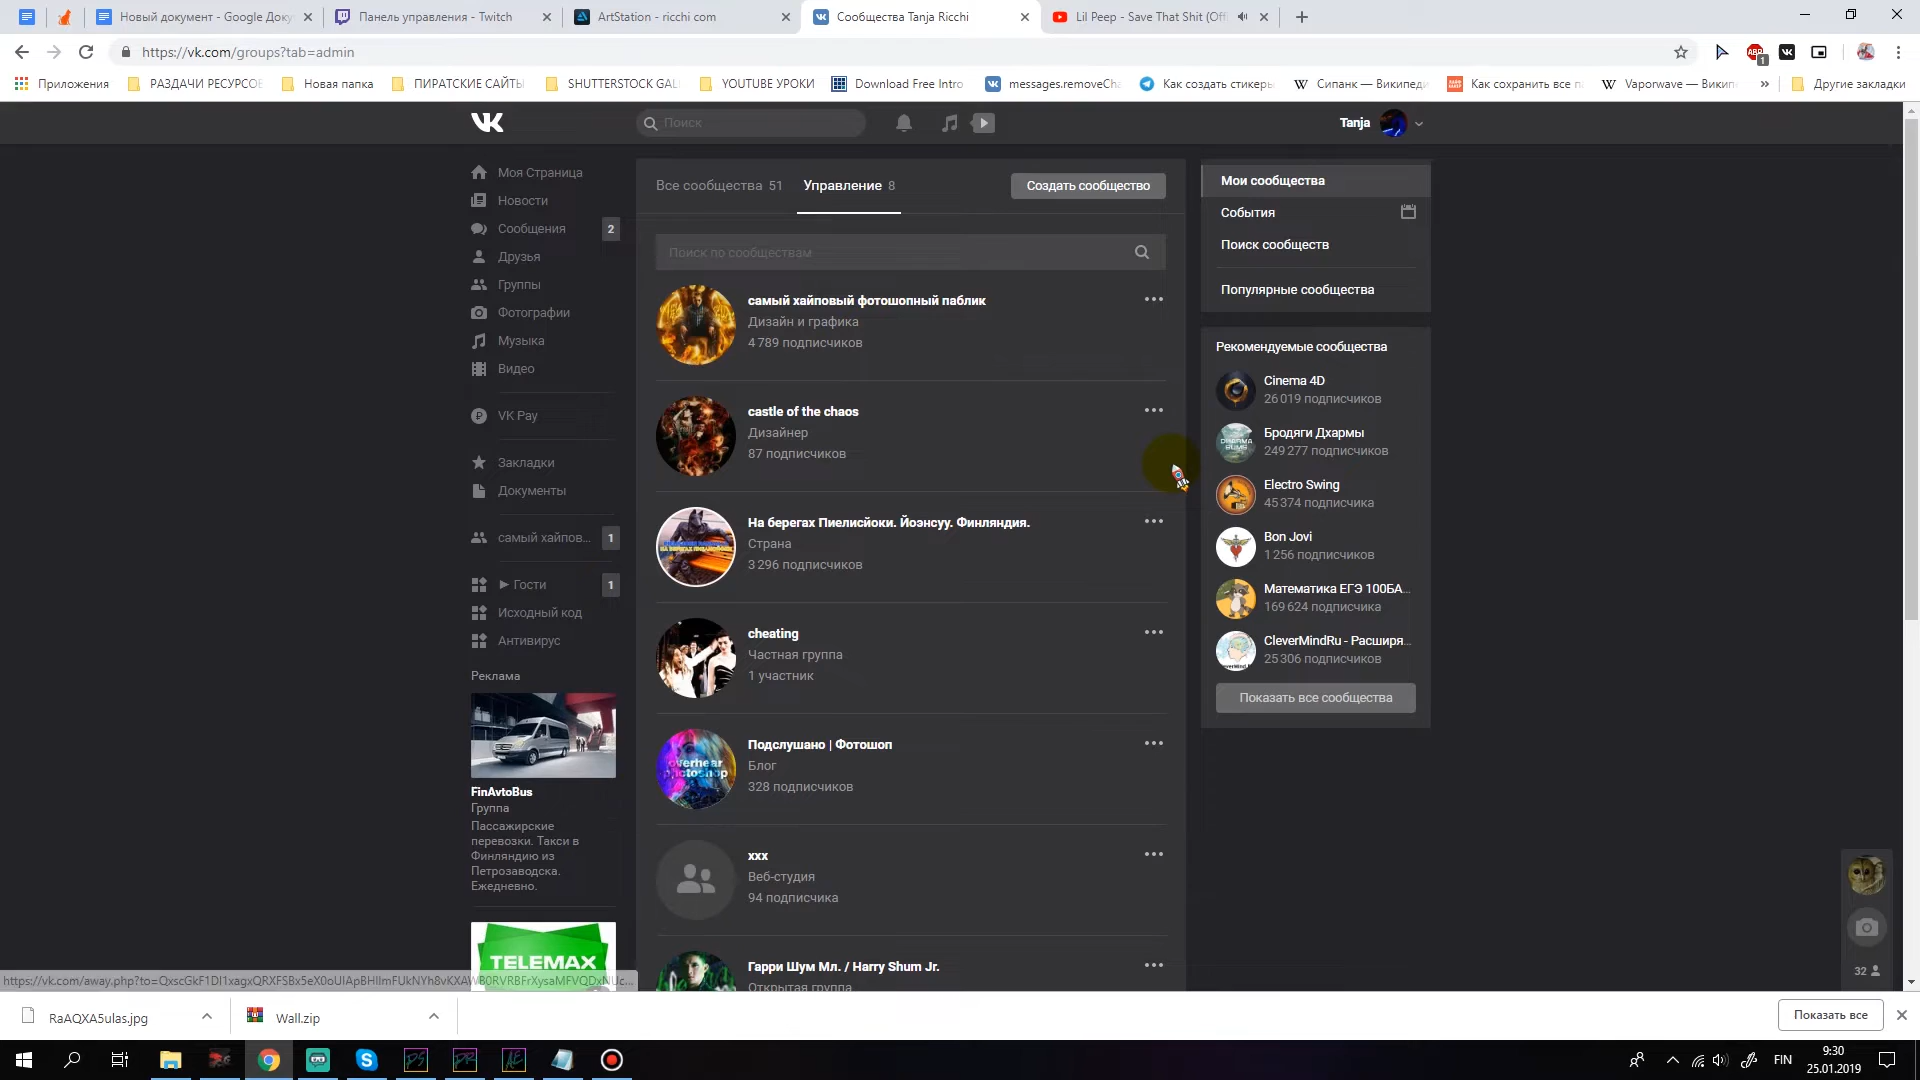 Новый документ - Google Доку
Панель управления - Twitch
ArtStation - ricchi com
Сообщества Tanja Ricchi
Lil Peep - Save That Shit (Offi
https://vk.com/groups?tab=admin
Приложения
РАЗДАЧИ РЕСУРСО
Новая папка
ПИРАТСКИЕ САЙТЫ
SHUTTERSTOCK GAL
YOUTUBE УРОКИ
Download Free Intro
messages.removeCha
Как создать стикеры
Сипанк — Википеди
Как сохранить все п
Vaporwave — Викип
Другие закладки
Поиск
Tanja
Моя Страница
Новости
Сообщения 2
Друзья
Группы
Фотографии
Музыка
Видео
VK Pay
Закладки
Документы
самый хайпов... 1
Гости 1
Исходный код
Антивирус
Реклама
FinAvtoBus
Группа
Пассажирские
перевозки. Такси в
Финляндию из
Петрозаводска.
Ежедневно.
TELEMAX
Все сообщества 51
Управление 8
Создать сообщество
Поиск по сообществам
самый хайповый фотошопный паблик
Дизайн и графика
4 789 подписчиков
castle of the chaos
Дизайнер
87 подписчиков
На берегах Пиелисйоки. Йоэнсуу. Финляндия.
Страна
3 296 подписчиков
cheating
Частная группа
1 участник
overhear
photoshop
Подслушано | Фотошоп
Блог
328 подписчиков
xxx
Веб-студия
94 подписчика
Гарри Шум Мл. / Harry Shum Jr.
Открытая группа
Мои сообщества
События
Поиск сообществ
Популярные сообщества
Рекомендуемые сообщества
Cinema 4D
26 019 подписчиков
Бродяги Дхармы
249 277 подписчиков
Electro Swing
45 374 подписчика
Bon Jovi
1 256 подписчиков
Математика ЕГЭ 100БА...
169 624 подписчика
CleverMindRu - Расширя...
25 306 подписчиков
Показать все сообщества
32
RaAQXA5ulas.jpg
Wall.zip
Показать все
FIN
9:30
25.01.2019